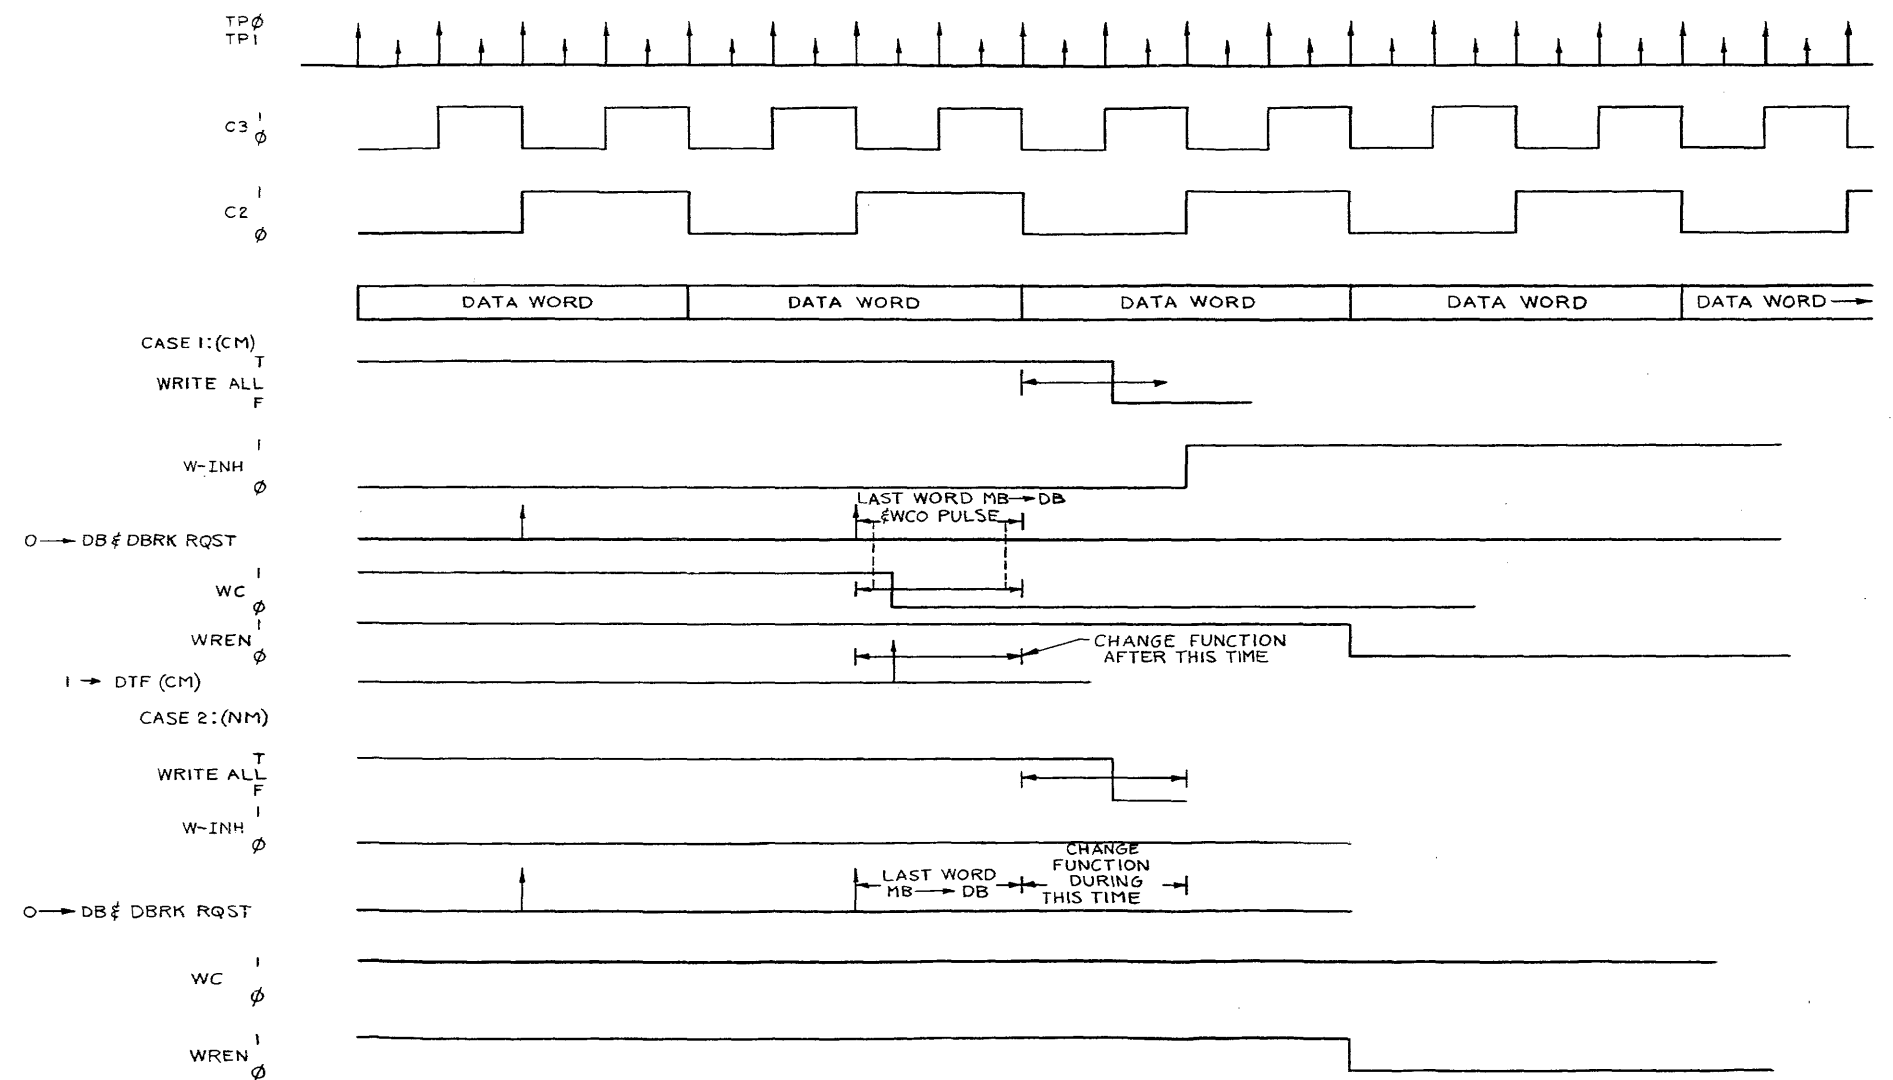 TPØ
TP1
C3 1
Ø
1
C2
Ø
DATA WORD DATA WORD DATA WORD DATA WORD DATA WORD
CASE 1:(CM)
T
WRITE ALL
F
1
W-INH
Ø
LAST WORD MB→DB
&WCO PULSE
O→DB & DBRK RQST
1
WC
Ø
1
WREN
Ø
CHANGE FUNCTION
AFTER THIS TIME
1 → DTF (CM)
CASE 2:(NM)
T
WRITE ALL
F
1
W-INH
Ø
CHANGE
FUNCTION
DURING
THIS TIME
LAST WORD
MB→DB
O→DB & DBRK RQST
1
WC
Ø
1
WREN
Ø